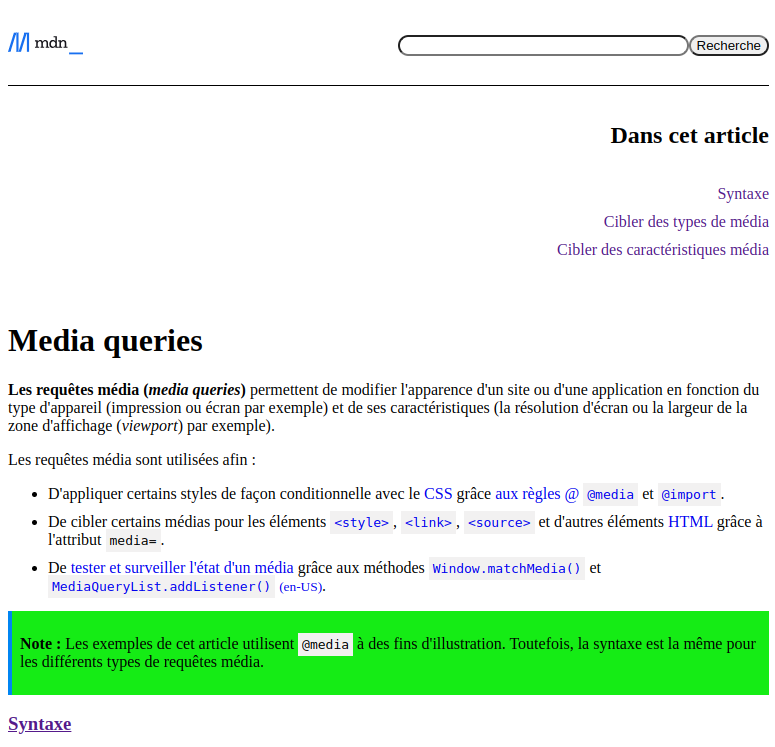 mdn_
Recherche
Dans cet article
Syntaxe
Cibler des types de média
Cibler des caractéristiques média
Media queries
Les requêtes média (media queries) permettent de modifier l'apparence d'un site ou d'une application en fonction du
type d'appareil (impression ou écran par exemple) et de ses caractéristiques (la résolution d'écran ou la largeur de la
zone d'affichage (viewport) par exemple).
Les requêtes média sont utilisées afin :
• D'appliquer certains styles de façon conditionnelle avec le CSS grâce aux règles @ @media et @import.
• De cibler certains médias pour les éléments <style>, <link>, <source> et d'autres éléments HTML grâce à
l'attribut media=.
• De tester et surveiller l'état d'un média grâce aux méthodes Window.matchMedia() et
MediaQueryList.addListener() (en-US).
Note : Les exemples de cet article utilisent @media à des fins d'illustration. Toutefois, la syntaxe est la même pour
les différents types de requêtes média.
Syntaxe